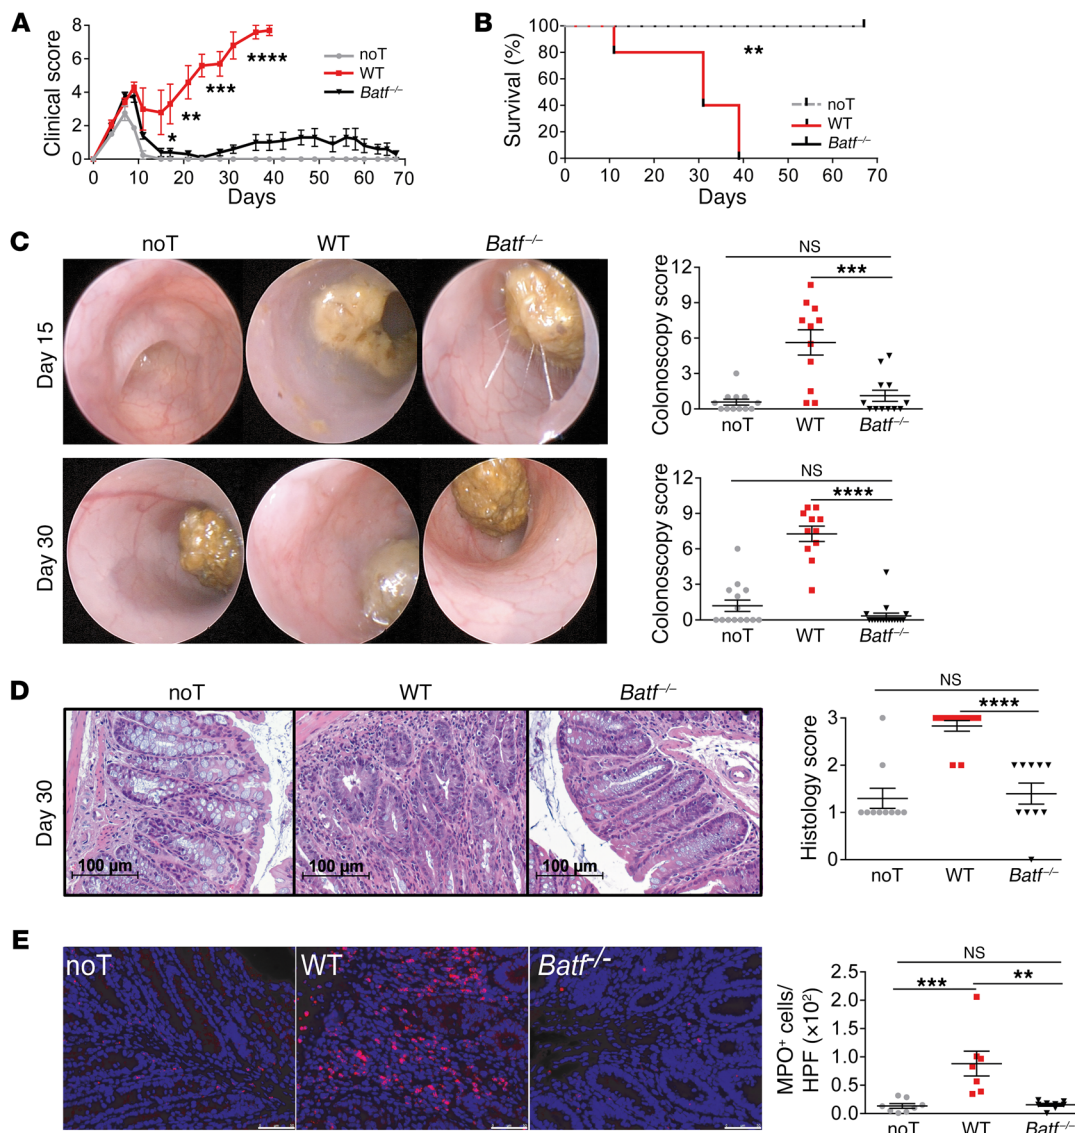 A
Clinical score
8
6
4
2
0
0 10 20 30 40 50 60 70
Days
noT
WT
Batf⁻/⁻
*
**
***
****
B
Survival (%)
100
80
60
40
20
0
0 10 20 30 40 50 60 70
Days
**
noT
WT
Batf⁻/⁻
C
noT WT Batf⁻/⁻
Day 15
Day 30
Colonoscopy score
12
9
6
3
0
NS
***
noT WT Batf⁻/⁻
Colonoscopy score
12
9
6
3
0
NS
****
noT WT Batf⁻/⁻
D
noT WT Batf⁻/⁻
Day 30
100 µm 100 µm 100 µm
Histology score
3
2
1
0
NS
****
noT WT Batf⁻/⁻
E
noT WT Batf⁻/⁻
MPO⁺ cells/
HPF (×10²)
2.5
2.0
1.5
1.0
0.5
0.0
NS
***
**
noT WT Batf⁻/⁻